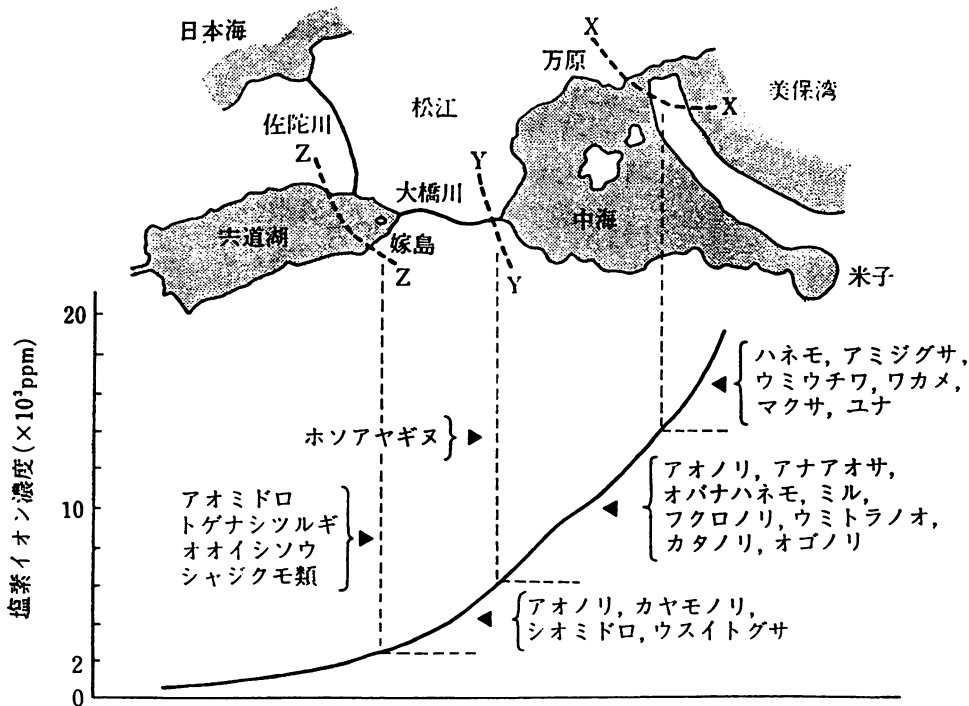 日本海
X
万原
松江
X
美保湾
佐陀川
Z
Y
大橋川
中海
宍道湖
嫁島
Z
Y
米子
塩素イオン濃度(×10³ppm)
20
10
2
0
ハネモ, アミジグサ,
ウミウチワ, ワカメ,
マクサ, ユナ
ホソアヤギヌ
アオノリ, アナアオサ,
オバナハネモ, ミル,
フクロノリ, ウミトラノオ,
カタノリ, オゴノリ
アオミドロ
トゲナシツルギ
オオイシソウ
シャジクモ類
アオノリ, カヤモノリ,
シオミドロ, ウスイトグサ